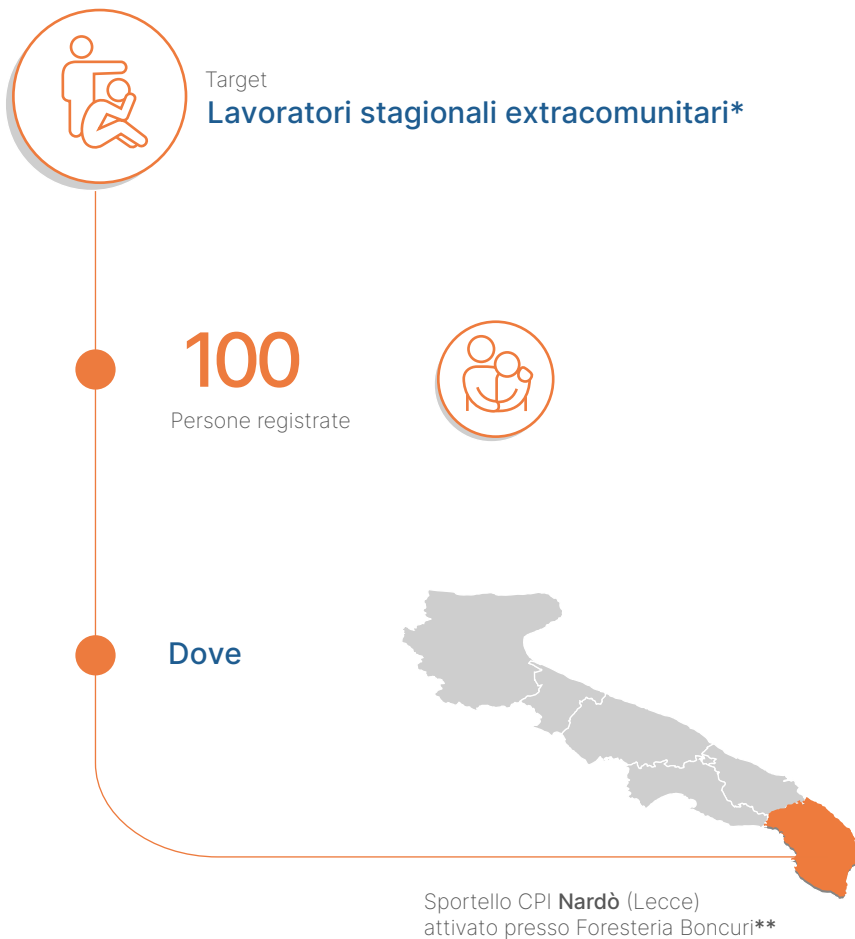 Target
Lavoratori stagionali extracomunitari*
100
Persone registrate
Dove
Sportello CPI Nardò (Lecce)
attivato presso Foresteria Boncuri**